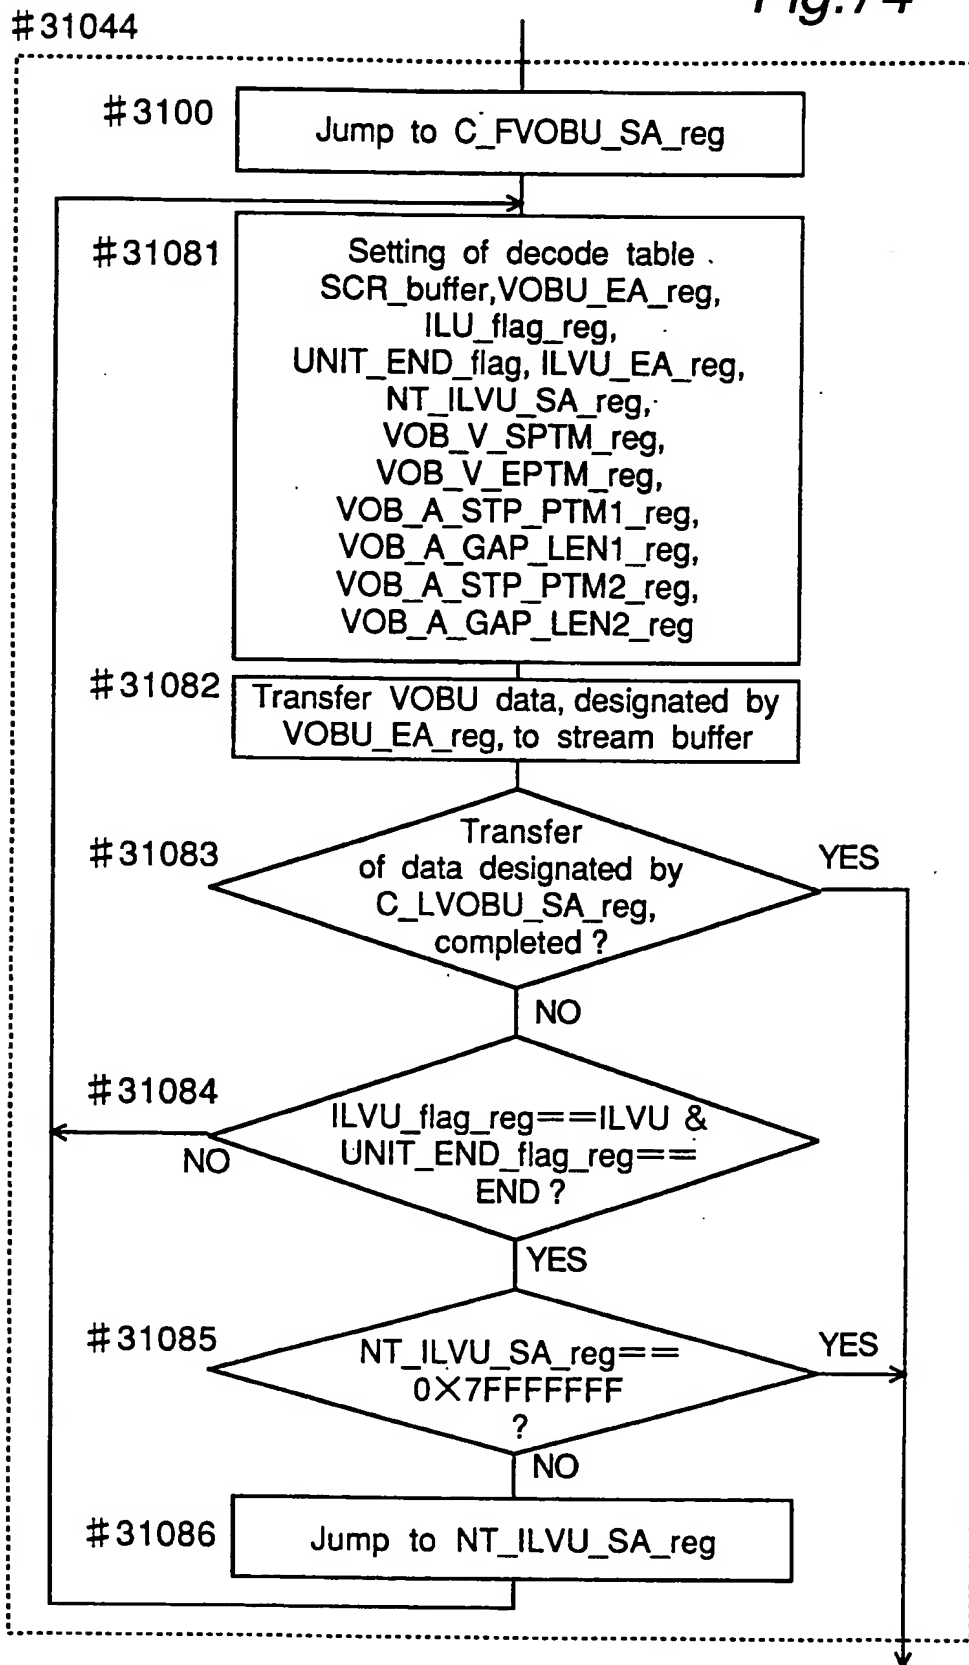 Fig.74
#31044
#3100
Jump to C_FVOBU_SA_reg
#31081
Setting of decode table
SCR_buffer,VOBU_EA_reg,
ILU_flag_reg,
UNIT_END_flag, ILVU_EA_reg,
NT_ILVU_SA_reg,
VOB_V_SPTM_reg,
VOB_V_EPTM_reg,
VOB_A_STP_PTM1_reg,
VOB_A_GAP_LEN1_reg,
VOB_A_STP_PTM2_reg,
VOB_A_GAP_LEN2_reg
#31082
Transfer VOBU data, designated by
VOBU_EA_reg, to stream buffer
#31083
Transfer
of data designated by
C_LVOBU_SA_reg,
completed ?
YES
NO
#31084
ILVU_flag_reg==ILVU &
UNIT_END_flag_reg==
END ?
NO
YES
#31085
NT_ILVU_SA_reg==
0X7FFFFFFF
?
YES
NO
#31086
Jump to NT_ILVU_SA_reg